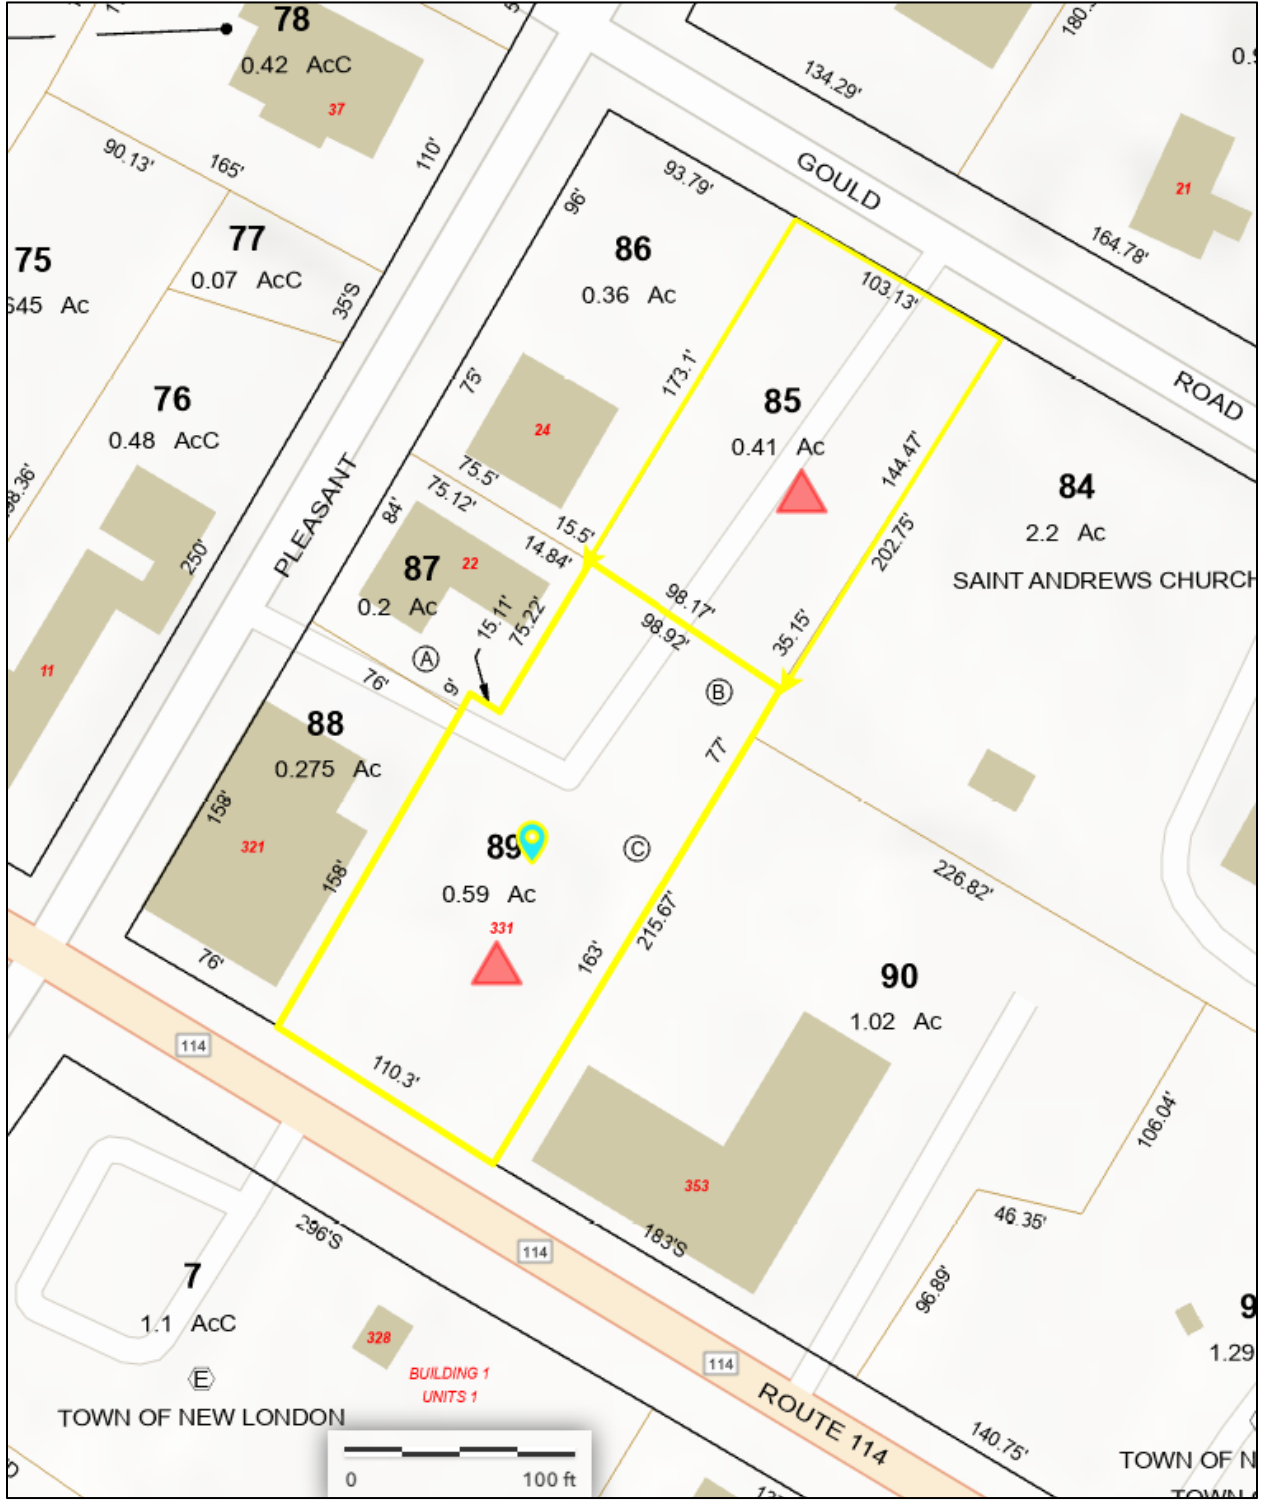 78
0.42 AcC
37
134.29'
180.
90.13'
165'
110'
93.79'
GOULD
21
96'
164.78'
77
0.07 AcC
75
645 Ac
35'S
86
0.36 Ac
103.13'
173.1'
75'
ROAD
76
0.48 AcC
85
0.41 Ac
24
144.47'
98.36'
75.5'
75.12'
84
2.2 Ac
SAINT ANDREWS CHURCH
PLEASANT
84'
15.5'
14.84'
202.75'
250'
87
0.2 Ac
22
15.11'
75.22'
98.17'
98.92'
35.15'
A
11
76'
9'
B
88
0.275 Ac
77'
158'
321
158'
89
0.59 Ac
331
C
226.82'
215.67'
163'
76'
90
1.02 Ac
114
110.3'
106.04'
353
46.35'
296'S
183'S
114
7
1.1 AcC
96.89'
9
1.29
328
E
BUILDING 1
UNITS 1
114
TOWN OF NEW LONDON
ROUTE 114
140.75'
TOWN OF N
TOWN
0 100 ft